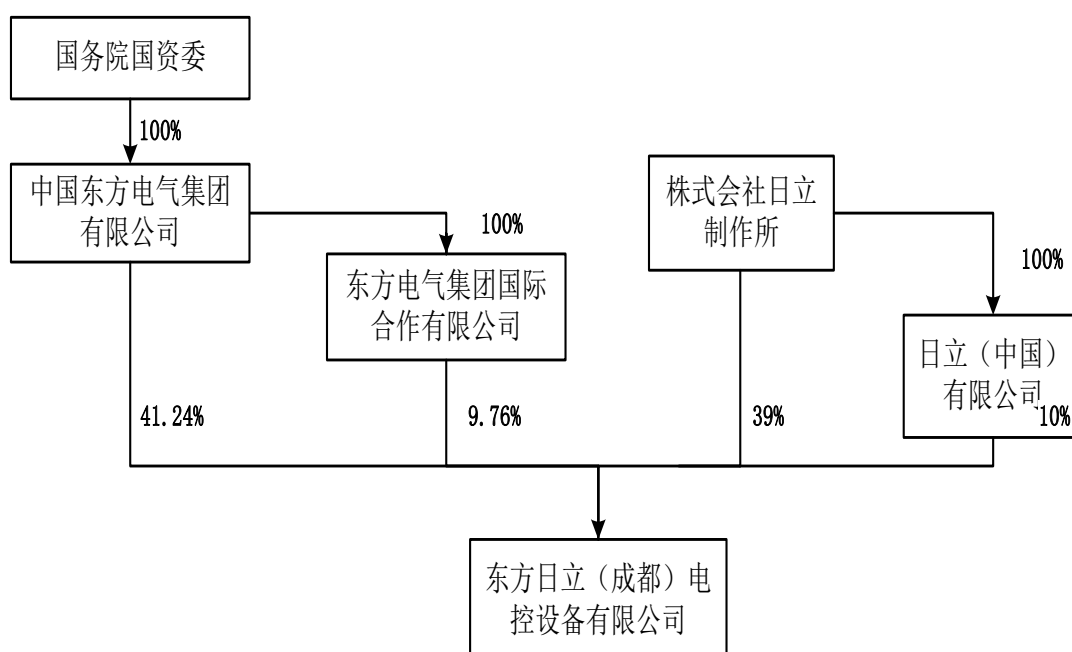 国务院国资委
100%
中国东方电气集团
有限公司
株式会社日立
制作所
100%
100%
东方电气集团国际
合作有限公司
日立（中国）
有限公司
41.24%
9.76%
39%
10%
东方日立（成都）电
控设备有限公司